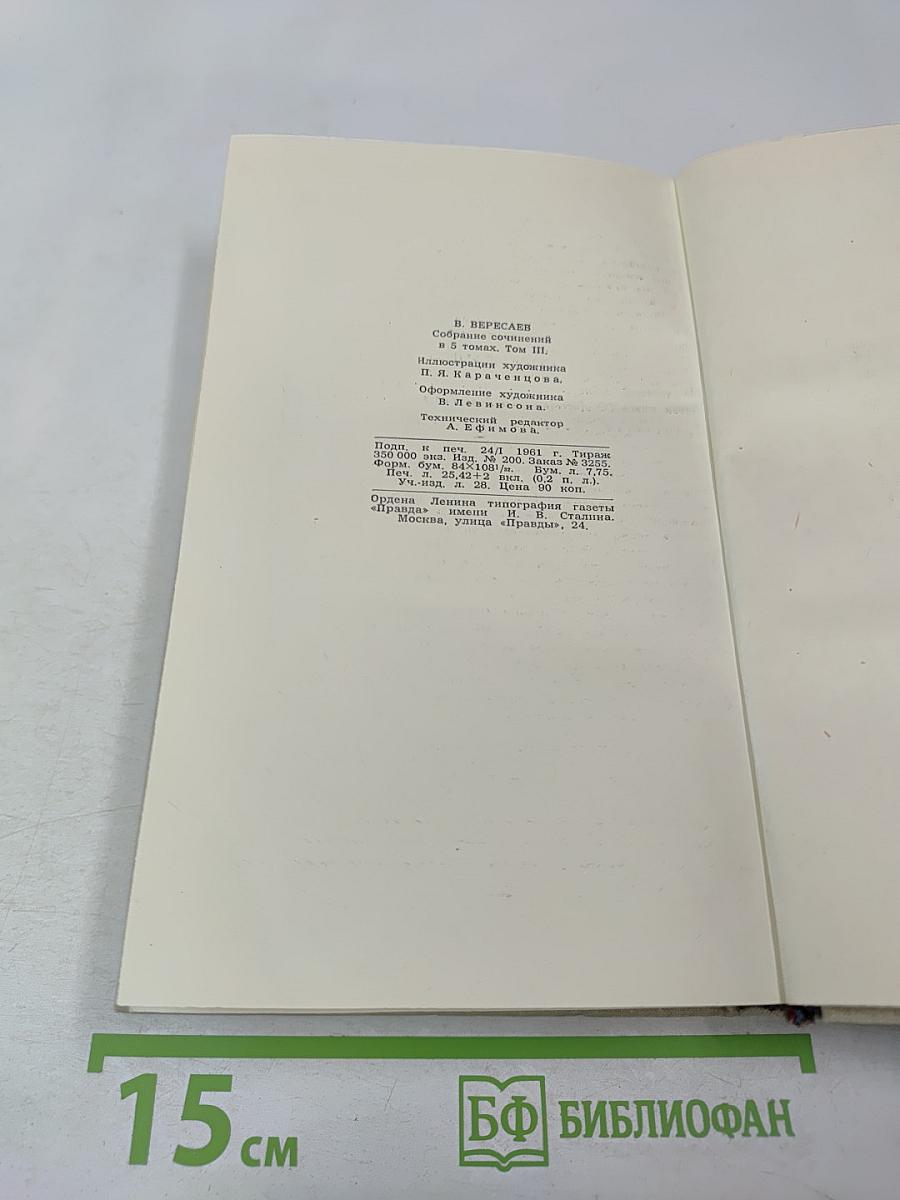 В. ВЕРЕСАЕВ
Собрание сочинений
в 5 томах. Том III.
Иллюстрации художника
П. Я. Караченцова.
Оформление художника
В. Левинсона.
Технический редактор
А. Ефимова.
Подп. к печ. 24/I 1961 г. Тираж
350 000 экз. Изд. № 200. Заказ № 3255.
Форм. бум. 84×108¹/₃₂. Бум. л. 7,75.
Печ. л. 25,42+2 вкл. (0,2 п. л.).
Уч.-изд. л. 28. Цена 90 коп.
Ордена Ленина типография газеты
«Правда» имени И. В. Сталина.
Москва, улица «Правды», 24.
15 см
БФ БИБЛИОФАН